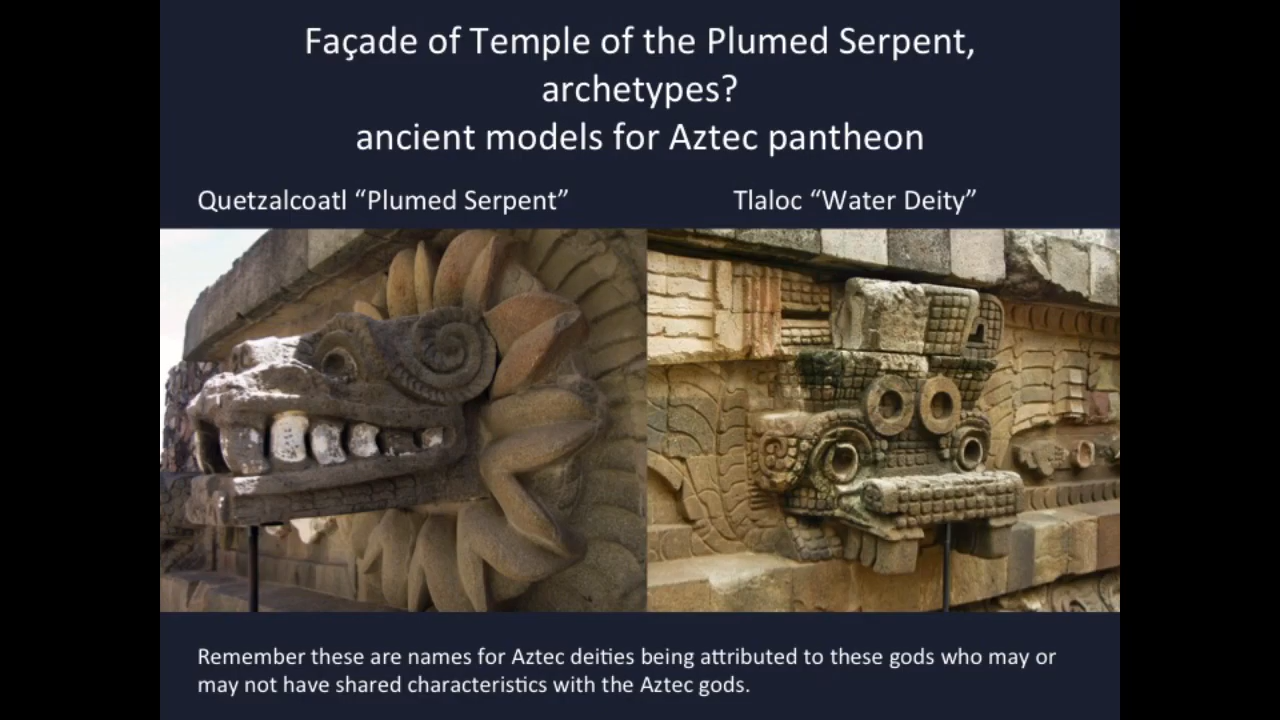 Façade of Temple of the Plumed Serpent,
archetypes?
ancient models for Aztec pantheon
Quetzalcoatl “Plumed Serpent”
Tlaloc “Water Deity”
Remember these are names for Aztec deities being attributed to these gods who may or
may not have shared characteristics with the Aztec gods.